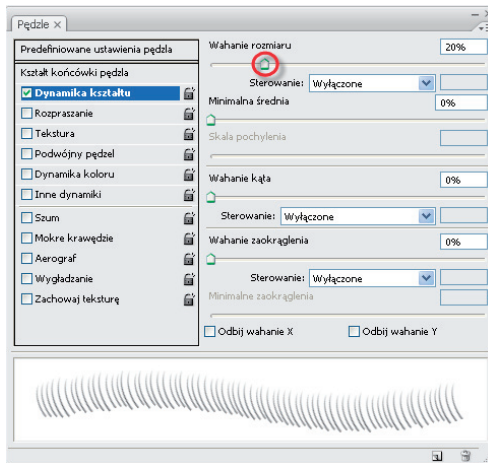 Pędzle ×
Predefiniowane ustawienia pędzla
Kształt końcówki pędzla
Dynamika kształtu
Rozpraszanie
Tekstura
Podwójny pędzel
Dynamika koloru
Inne dynamiki
Szum
Mokre krawędzie
Aerograf
Wygładzanie
Zachowaj teksturę
Wahanie rozmiaru 20%
Sterowanie: Wyłączone
Minimalna średnia 0%
Skala pochylenia
Wahanie kąta 0%
Sterowanie: Wyłączone
Wahanie zaokrąglenia 0%
Sterowanie: Wyłączone
Minimalne zaokrąglenia
Odbij wahanie X Odbij wahanie Y